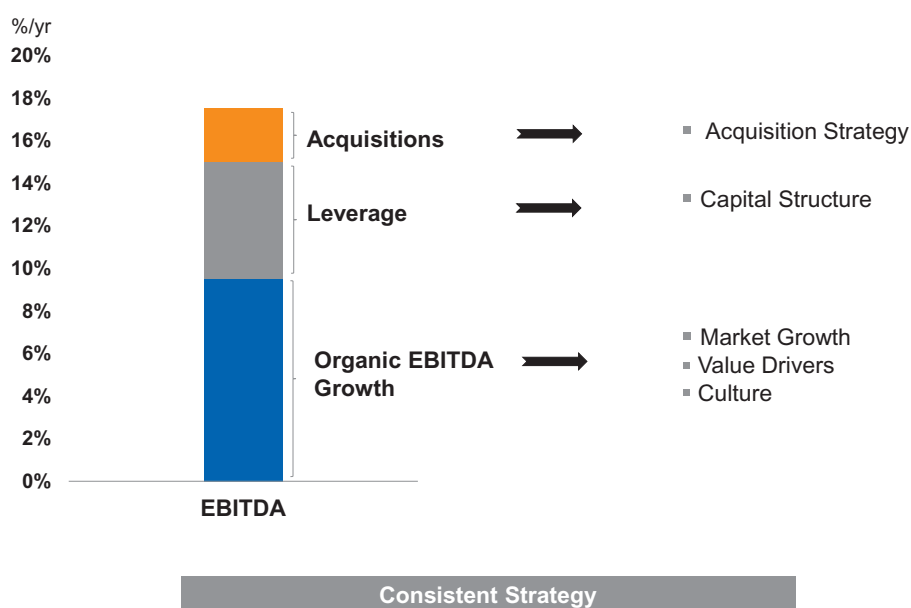 %/yr
20%
18%
16%
14%
12%
10%
8%
6%
4%
2%
0%
EBITDA
Acquisitions
Leverage
Organic EBITDA
Growth
Acquisition Strategy
Capital Structure
Market Growth
Value Drivers
Culture
Consistent Strategy